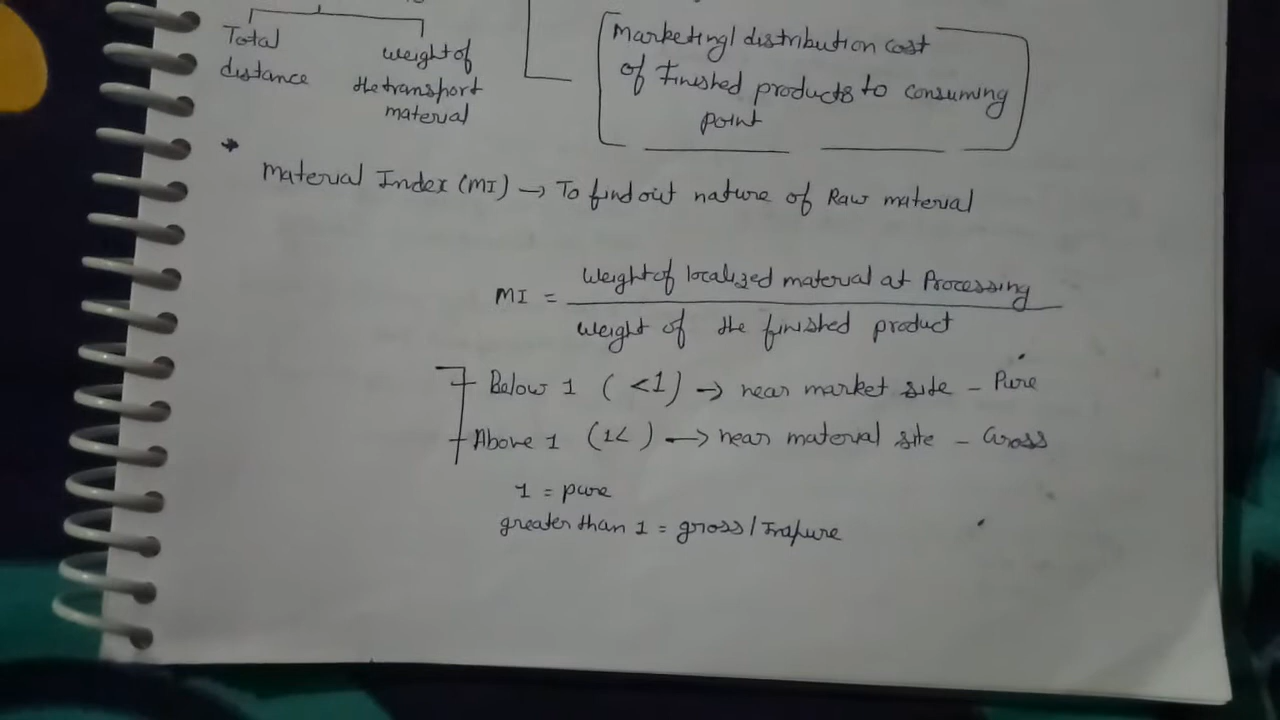 Total distance
weight of the transport material
Marketing/distribution cost
of Finished products to consuming
point
* Material Index (MI) → To find out nature of Raw material
MI = weight of localized material at Processing
weight of the finished product
Below 1 ( <1) → near market site - Pure
Above 1 (1< ) → near material site - Gross
1 = pure
greater than 1 = gross/Impure